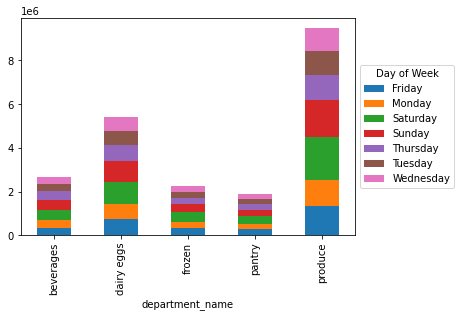 1e6
8
6
4
2
0
beverages
dairy eggs
frozen
pantry
produce
department_name
Day of Week
Friday
Monday
Saturday
Sunday
Thursday
Tuesday
Wednesday